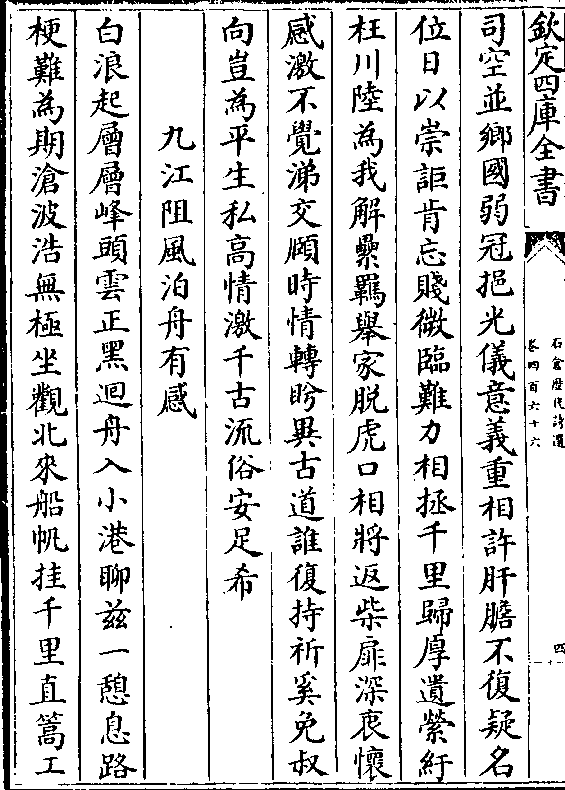 欽定四庫全書
石倉歴代詩選
卷四百六十六
四
司空並鄉國弱冠挹光儀意義重相許肝膽不復疑名
位日以崇詎肯忘賤微臨難力相拯千里歸厚遺縈紆
枉川陸為我解纍羈舉家脱虎口相將返柴扉深衷懷
感激不覺涕交頤時情轉眄異古道誰復持祈奚免叔
向豈為平生私高情激千古流俗安足希
九江阻風泊舟有感
白浪起層層峰頭雲正黑迴舟入小港聊兹一憩息路
梗難為期滄波浩無極坐觀北來船帆挂千里直篙工